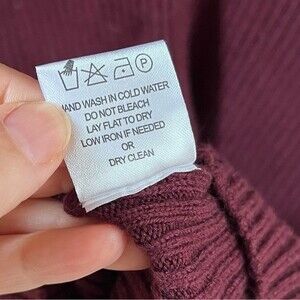 P
HAND WASH IN COLD WATER
DO NOT BLEACH
LAY FLAT TO DRY
LOW IRON IF NEEDED
OR
DRY CLEAN